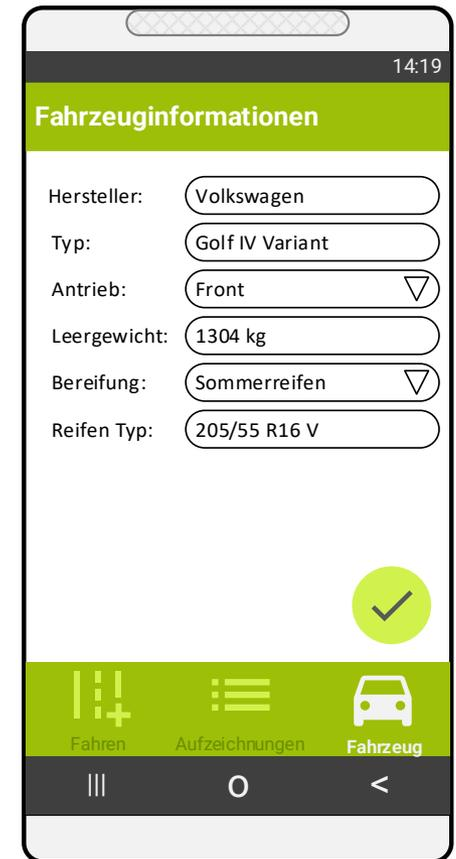 14:19
Fahrzeuginformationen
Hersteller: Volkswagen
Typ: Golf IV Variant
Antrieb: Front
Leergewicht: 1304 kg
Bereifung: Sommerreifen
Reifen Typ: 205/55 R16 V
Fahren Aufzeichnungen Fahrzeug